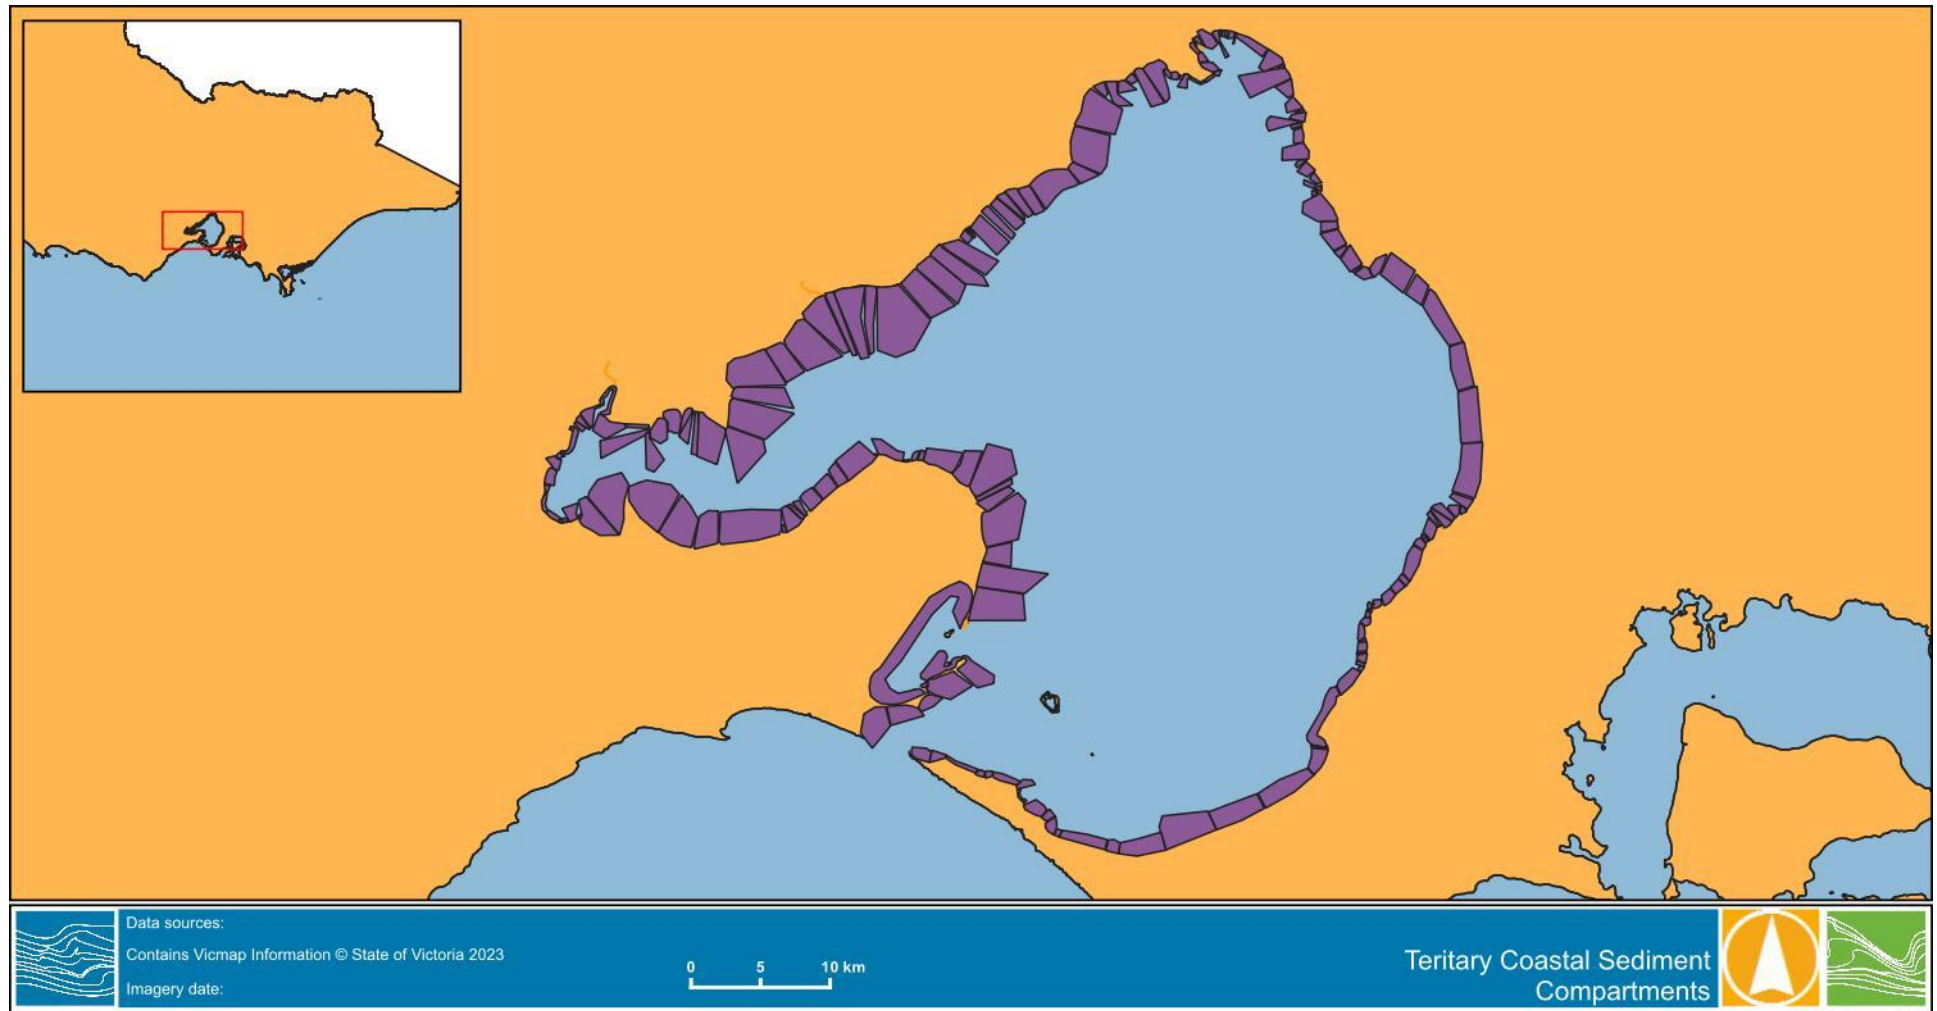 Data sources:
Contains Vicmap Information © State of Victoria 2023
Imagery date:
0 5 10 km
Teritary Coastal Sediment
Compartments